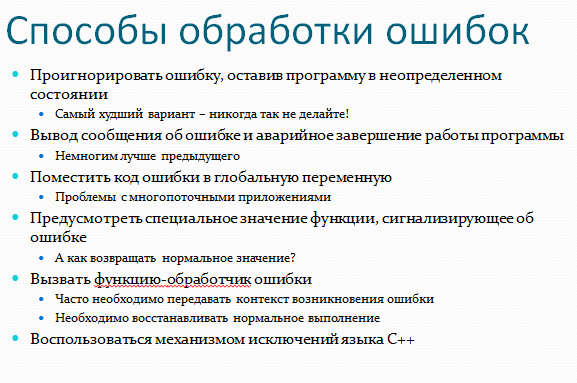 Способы обработки ошибок
Проигнорировать ошибку, оставив программу в неопределенном
состоянии
Самый худший вариант – никогда так не делайте!
Вывод сообщения об ошибке и аварийное завершение работы программы
Немногим лучше предыдущего
Поместить код ошибки в глобальную переменную
Проблемы с многопоточными приложениями
Предусмотреть специальное значение функции, сигнализирующее об
ошибке
А как возвращать нормальное значение?
Вызвать функцию-обработчик ошибки
Часто необходимо передавать контекст возникновения ошибки
Необходимо восстанавливать нормальное выполнение
Воспользоваться механизмом исключений языка C++